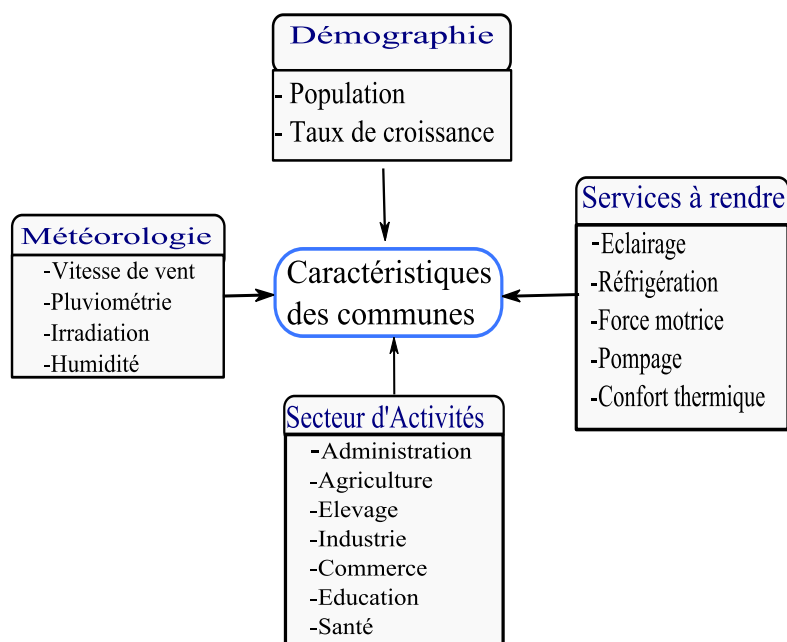 Démographie
- Population
- Taux de croissance
Services à rendre
-Eclairage
-Réfrigération
-Force motrice
-Pompage
-Confort thermique
Météorologie
-Vitesse de vent
-Pluviométrie
-Irradiation
-Humidité
Caractéristiques
des communes
Secteur d'Activités
-Administration
-Agriculture
-Elevage
-Industrie
-Commerce
-Education
-Santé